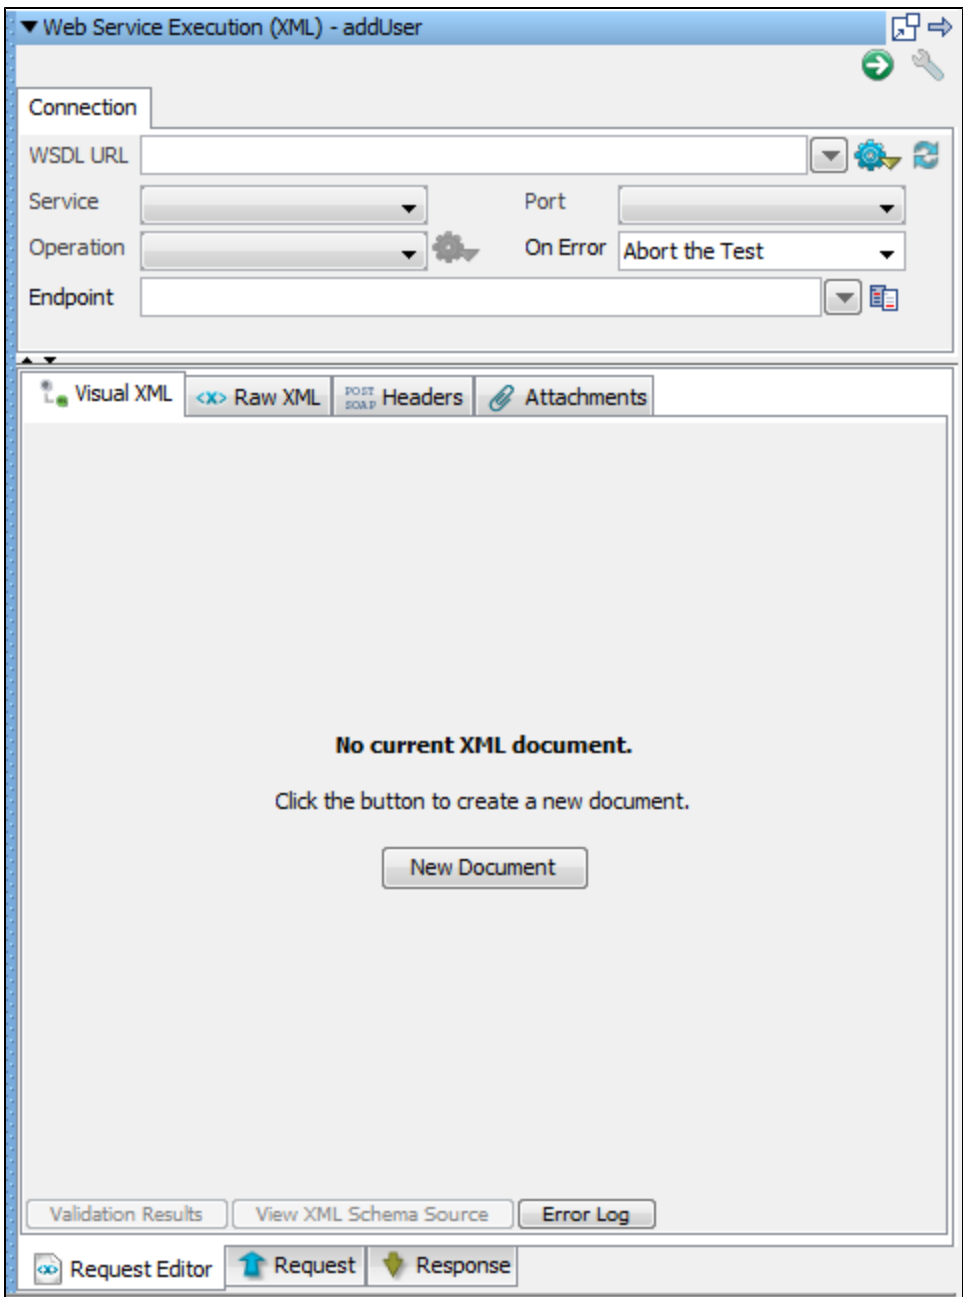 Web Service Execution (XML) - addUser
Connection
WSDL URL
Service Port
Operation On Error Abort the Test
Endpoint
Visual XML <x> Raw XML POST SOAP Headers Attachments
No current XML document.
Click the button to create a new document.
New Document
Validation Results View XML Schema Source Error Log
Request Editor Request Response